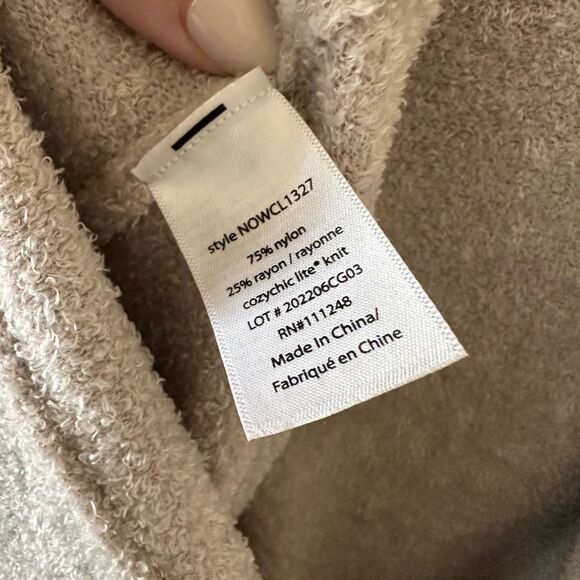 style NOWCL1327
75% nylon
25% rayon / rayonne
cozychic lite® knit
LOT # 202206CG03
RN#111248
Made in China/
Fabriqué en Chine